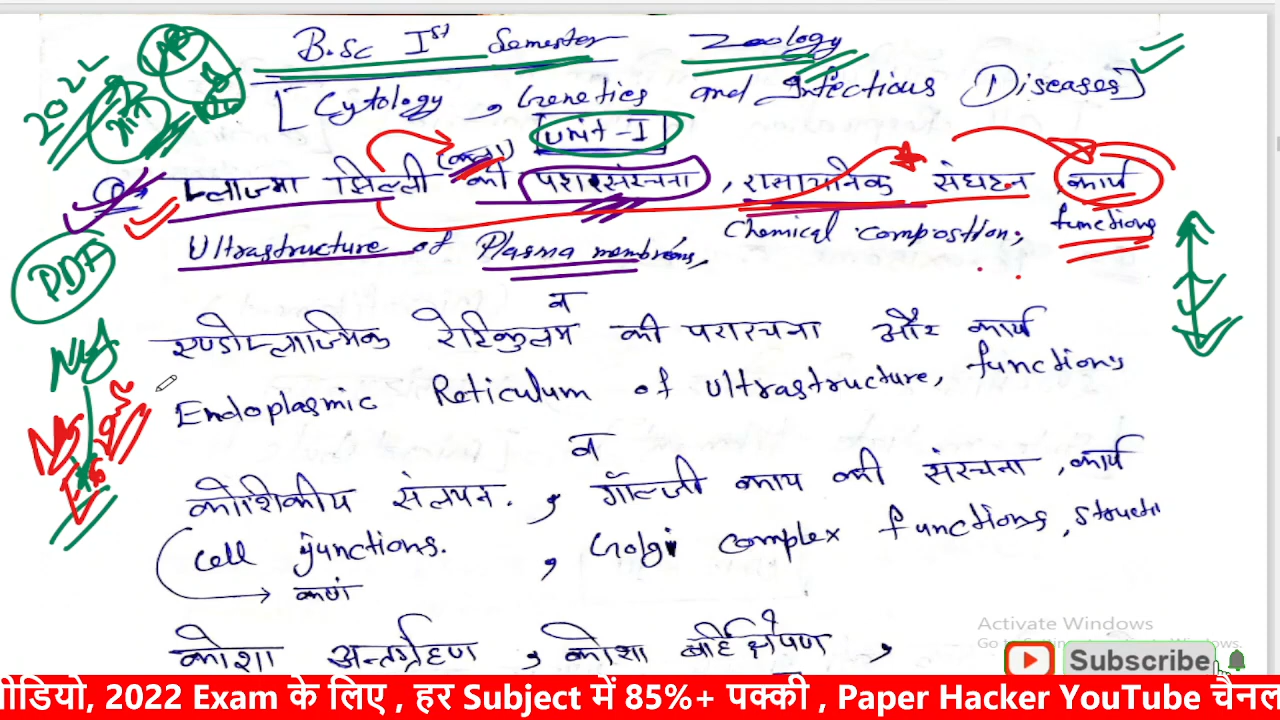 B.Sc Ist Semester Zoology
[Cytology, Genetics and Infectious Diseases]
Unit-I
2022
(कला)
प्लाज्मा झिल्ली की परासंरचना, रासायनिक संघटन, कार्य
Ultrastructure of Plasma membrane, Chemical compostion, functions
PDF
व
एण्डोप्लाज्मिक रेटिकुलम की परारचना और कार्य
Endoplasmic Reticulum of Ultrastructure, functions
व
कोशिकीय संलयन. , गॉल्जी काय की संरचना, कार्य
Cell junctions. , Golgi complex functions, struct
कोशा अन्तर्ग्रहण , कोशा बर्हिक्षेपण ,
Activate Windows
Subscribe
ीडियो, 2022 Exam के लिए , हर Subject में 85%+ पक्की , Paper Hacker YouTube चैनल